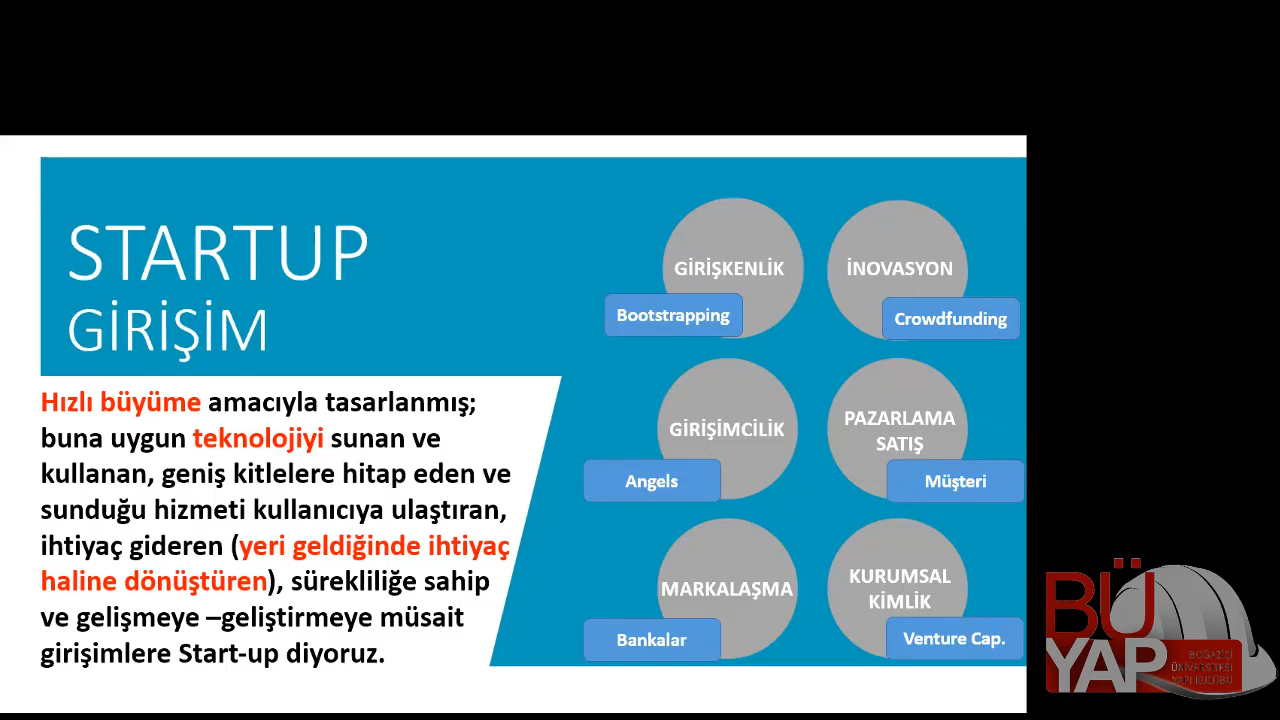 STARTUP
GİRİŞİM
Hızlı büyüme amacıyla tasarlanmış;
buna uygun teknolojiyi sunan ve
kullanan, geniş kitlelere hitap eden ve
sunduğu hizmeti kullanıcıya ulaştıran,
ihtiyaç gideren (yeri geldiğinde ihtiyaç
haline dönüştüren), sürekliliğe sahip
ve gelişmeye –geliştirmeye müsait
girişimlere Start-up diyoruz.
GİRİŞKENLİK
Bootstrapping
İNOVASYON
Crowdfunding
GİRİŞİMCİLİK
Angels
PAZARLAMA
SATIŞ
Müşteri
MARKALAŞMA
Bankalar
KURUMSAL
KİMLİK
Venture Cap.
BÜ
YAP
BOĞAZİÇİ
ÜNİVERSİTESİ
YAPI KULÜBÜ